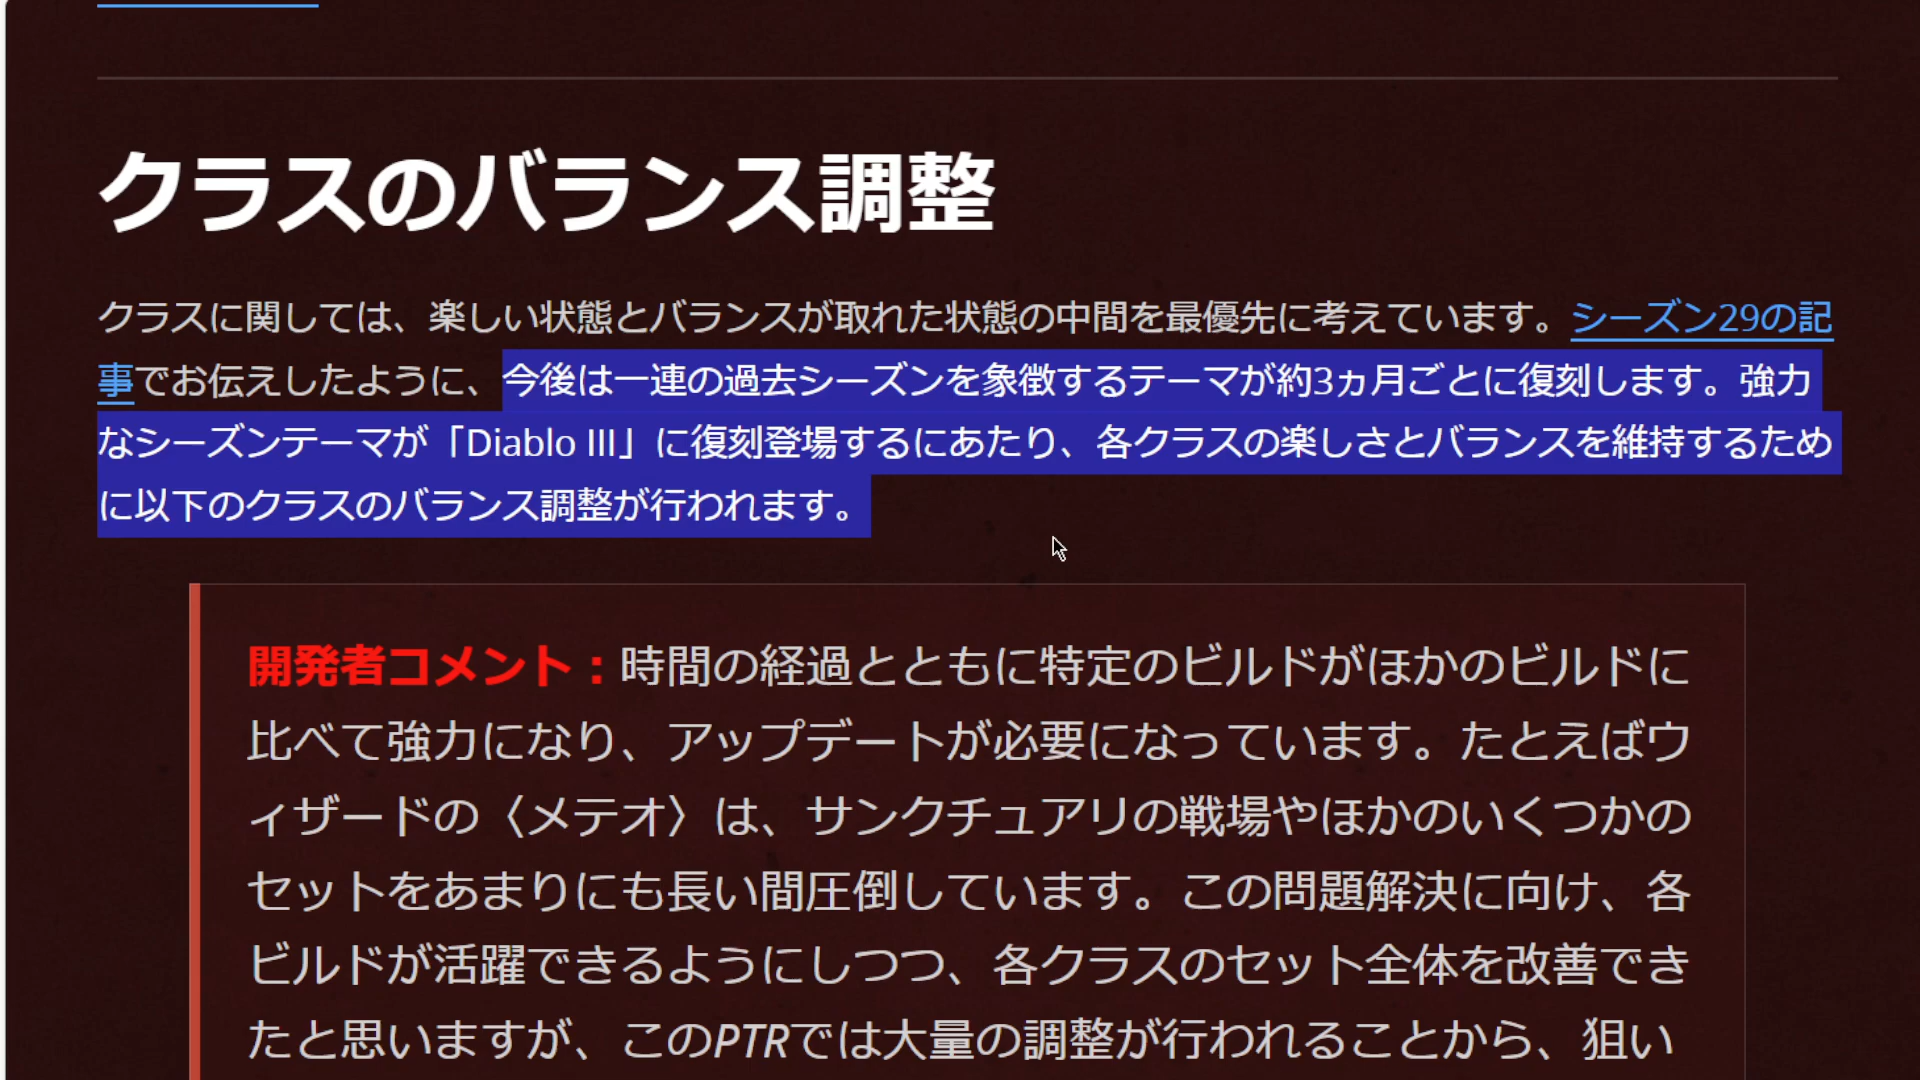 クラスのバランス調整
クラスに関しては、楽しい状態とバランスが取れた状態の中間を最優先に考えています。シーズン29の記
事でお伝えしたように、今後は一連の過去シーズンを象徴するテーマが約3ヵ月ごとに復刻します。強力
なシーズンテーマが「Diablo III」に復刻登場するにあたり、各クラスの楽しさとバランスを維持するため
に以下のクラスのバランス調整が行われます。
開発者コメント：時間の経過とともに特定のビルドがほかのビルドに
比べて強力になり、アップデートが必要になっています。たとえばウ
ィザードの〈メテオ〉は、サンクチュアリの戦場やほかのいくつかの
セットをあまりにも長い間圧倒しています。この問題解決に向け、各
ビルドが活躍できるようにしつつ、各クラスのセット全体を改善でき
たと思いますが、このPTRでは大量の調整が行われることから、狙い